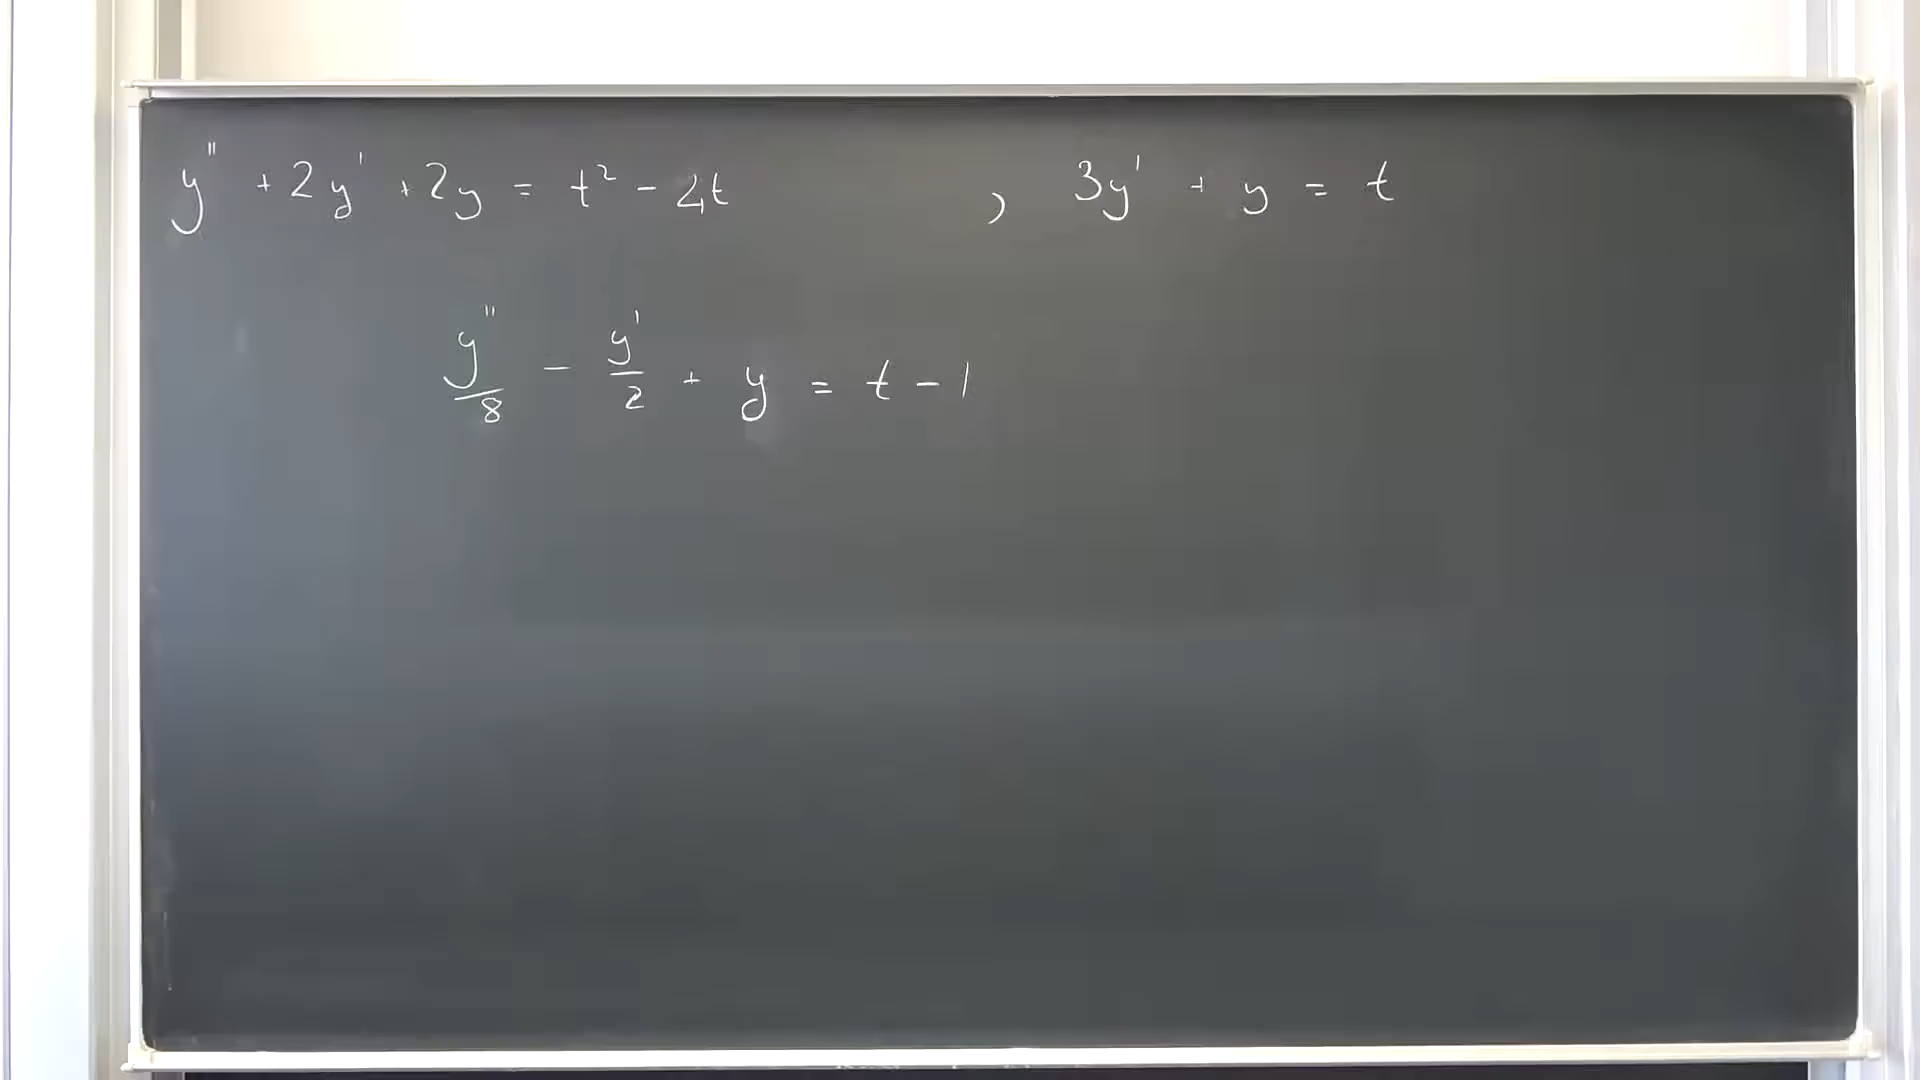 y'' + 2y' + 2y = t² - 4t , 3y' + y = t
y''/8 - y'/2 + y = t - 1